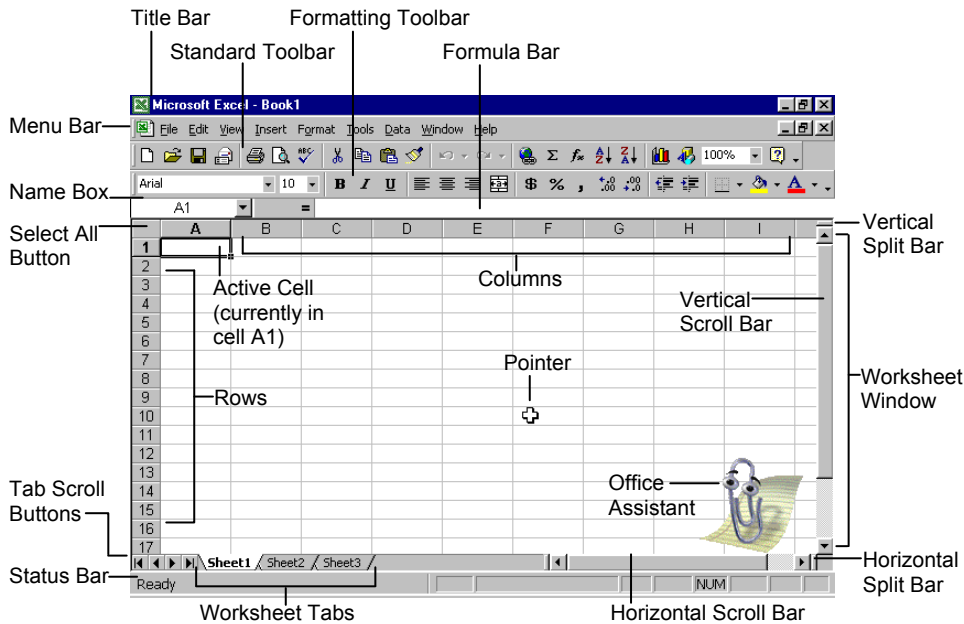 Title Bar
Formatting Toolbar
Standard Toolbar
Formula Bar
Microsoft Excel - Book1
Menu Bar
File Edit View Insert Format Tools Data Window Help
100%
Arial
10
B I U
$ % ,
Name Box
A1
=
Select All
Button
A B C D E F G H I
Vertical
Split Bar
1
2
3
4
5
6
7
8
9
10
11
12
13
14
15
16
17
Columns
Active Cell
(currently in
cell A1)
Vertical
Scroll Bar
Pointer
Worksheet
Window
Rows
Office
Assistant
Tab Scroll
Buttons
Sheet1 Sheet2 Sheet3
Horizontal
Split Bar
Status Bar
Ready
NUM
Worksheet Tabs
Horizontal Scroll Bar